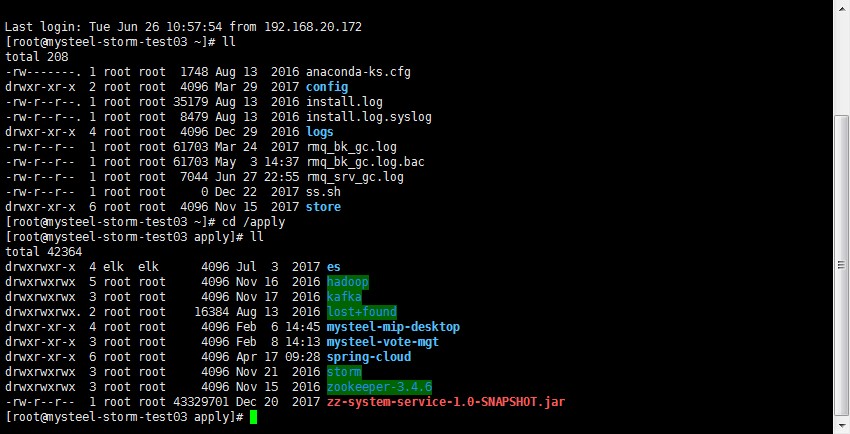 Last login: Tue Jun 26 10:57:54 from 192.168.20.172
[root@mysteel-storm-test03 ~]# ll
total 208
-rw-------. 1 root root  1748 Aug 13  2016 anaconda-ks.cfg
drwxr-xr-x  2 root root  4096 Mar 29  2017 config
-rw-r--r--. 1 root root 35179 Aug 13  2016 install.log
-rw-r--r--. 1 root root  8479 Aug 13  2016 install.log.syslog
drwxr-xr-x  4 root root  4096 Dec 29  2016 logs
-rw-r--r--  1 root root 61703 Mar 24  2017 rmq_bk_gc.log
-rw-r--r--  1 root root 61703 May  3 14:37 rmq_bk_gc.log.bac
-rw-r--r--  1 root root  7044 Jun 27 22:55 rmq_srv_gc.log
-rw-r--r--  1 root root     0 Dec 22  2017 ss.sh
drwxr-xr-x  6 root root  4096 Nov 15  2017 store
[root@mysteel-storm-test03 ~]# cd /apply
[root@mysteel-storm-test03 apply]# ll
total 42364
drwxrwxr-x  4 elk  elk      4096 Jul  3  2017 es
drwxrwxrwx  5 root root     4096 Nov 16  2016 hadoop
drwxrwxrwx  3 root root     4096 Nov 17  2016 kafka
drwxrwxrwx. 2 root root    16384 Aug 13  2016 lost+found
drwxr-xr-x  4 root root     4096 Feb  6 14:45 mysteel-mip-desktop
drwxr-xr-x  3 root root     4096 Feb  8 14:13 mysteel-vote-mgt
drwxr-xr-x  6 root root     4096 Apr 17 09:28 spring-cloud
drwxrwxrwx  3 root root     4096 Nov 21  2016 storm
drwxrwxrwx  3 root root     4096 Nov 15  2016 zookeeper-3.4.6
-rw-r--r--  1 root root 43329701 Dec 20  2017 zz-system-service-1.0-SNAPSHOT.jar
[root@mysteel-storm-test03 apply]#